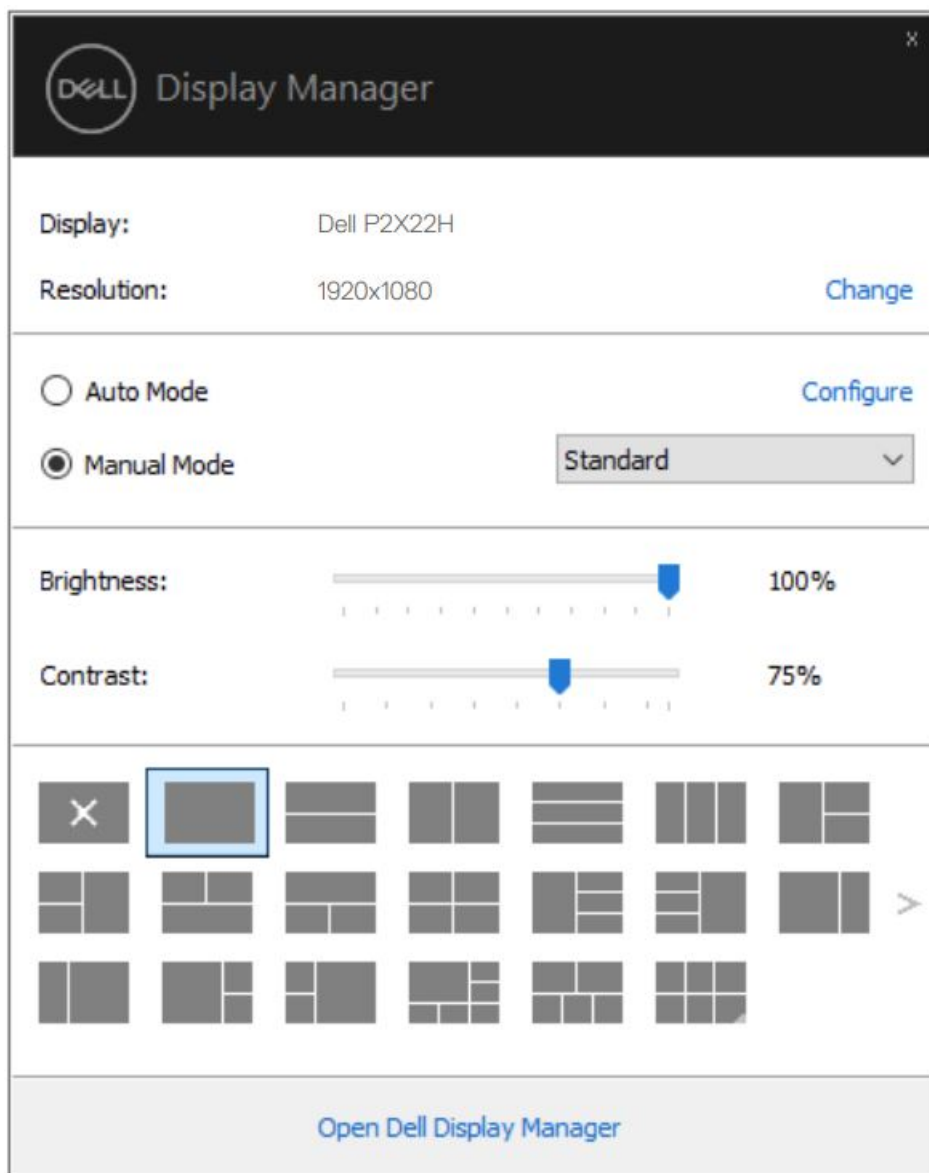 x
DELL Display Manager
Display: Dell P2X22H
Resolution: 1920x1080 Change
Auto Mode Configure
Manual Mode Standard
Brightness: 100%
Contrast: 75%
Open Dell Display Manager